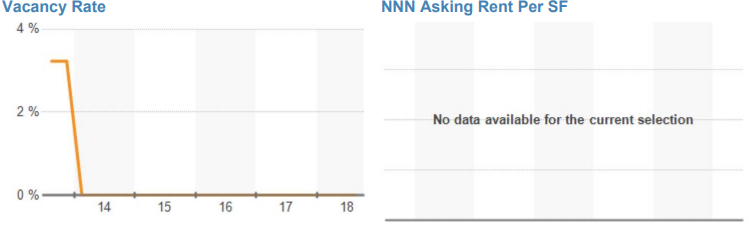 Vacancy Rate
4 %
2 %
0 %
14 15 16 17 18
NNN Asking Rent Per SF
No data available for the current selection